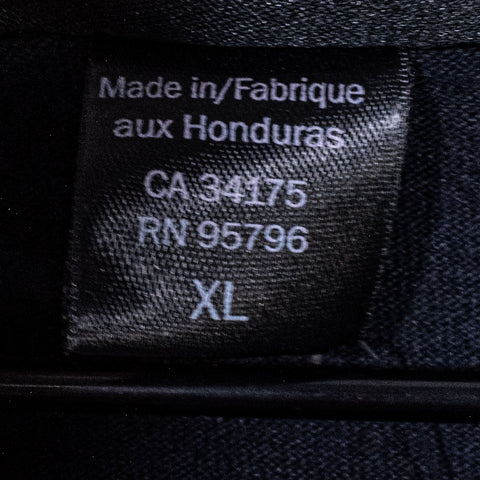 Made in/Fabrique
aux Honduras
CA 34175
RN 95796
XL